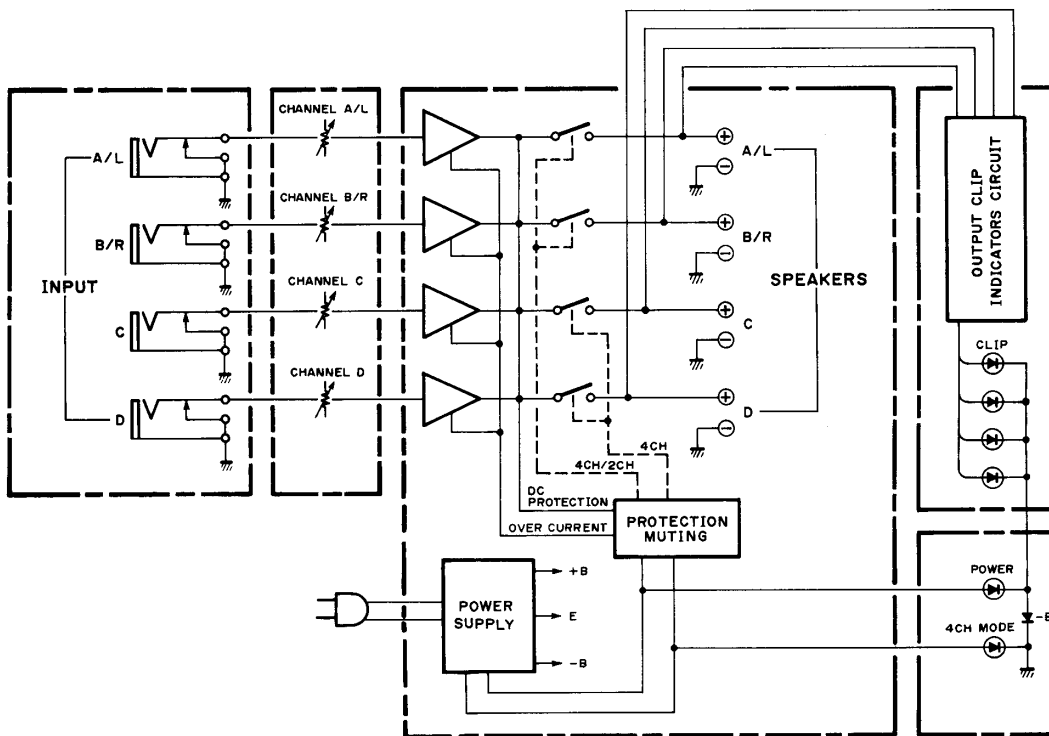 CHANNEL A/L
A/L
CHANNEL B/R
B/R
INPUT
CHANNEL C
C
CHANNEL D
D
+
−
A/L
+
−
B/R
SPEAKERS
+
−
C
+
−
D
4CH
4CH/2CH
DC
PROTECTION
OVER CURRENT
PROTECTION
MUTING
POWER
SUPPLY
+B
E
−B
OUTPUT CLIP
INDICATORS CIRCUIT
CLIP
POWER
4CH MODE